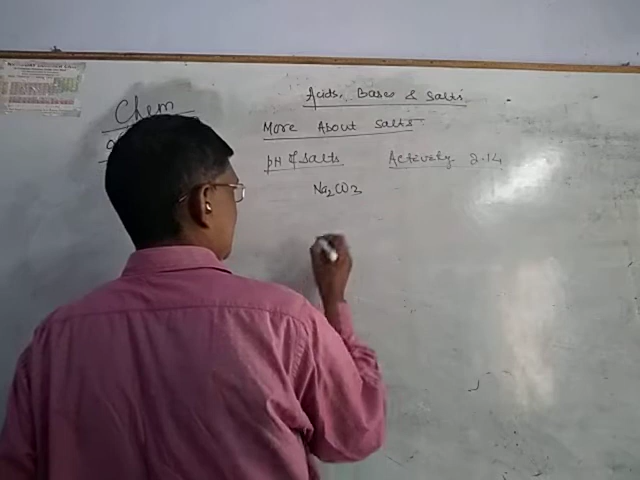 Chem
Acids, Bases & Salts
More About Salts
pH of Salts Activity 2.14
Na2CO3